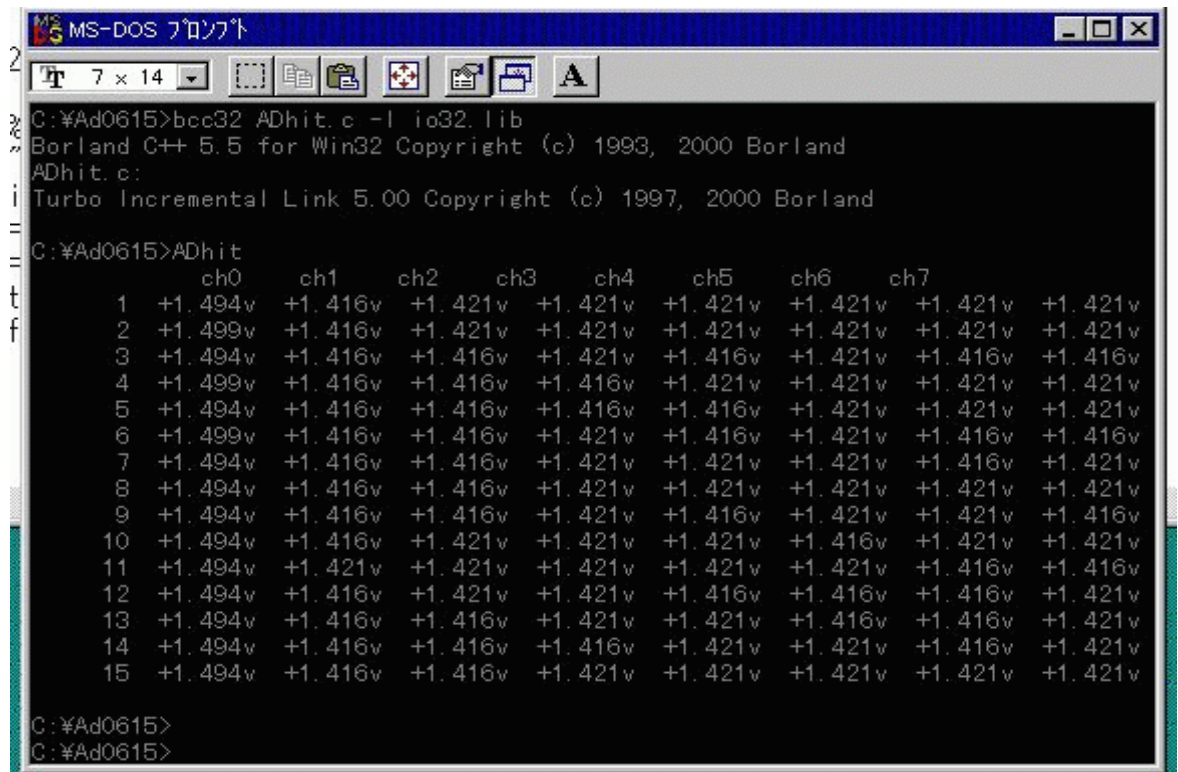 MS-DOS プロンプト
7 × 14
A
C:¥Ad0615>bcc32 ADhit.c -l io32.lib
Borland C++ 5.5 for Win32 Copyright (c) 1993, 2000 Borland
ADhit.c:
Turbo Incremental Link 5.00 Copyright (c) 1997, 2000 Borland
C:¥Ad0615>ADhit
ch0 ch1 ch2 ch3 ch4 ch5 ch6 ch7
1 +1.494v +1.416v +1.421v +1.421v +1.421v +1.421v +1.421v +1.421v
2 +1.499v +1.416v +1.421v +1.421v +1.421v +1.421v +1.421v +1.421v
3 +1.494v +1.416v +1.421v +1.421v +1.416v +1.421v +1.416v +1.416v
4 +1.499v +1.416v +1.416v +1.416v +1.421v +1.421v +1.421v +1.421v
5 +1.494v +1.416v +1.416v +1.416v +1.416v +1.421v +1.421v +1.421v
6 +1.499v +1.416v +1.416v +1.421v +1.416v +1.421v +1.416v +1.416v
7 +1.494v +1.416v +1.416v +1.421v +1.421v +1.421v +1.416v +1.421v
8 +1.494v +1.416v +1.416v +1.421v +1.421v +1.421v +1.421v +1.421v
9 +1.494v +1.416v +1.416v +1.421v +1.416v +1.421v +1.421v +1.416v
10 +1.494v +1.416v +1.421v +1.421v +1.421v +1.416v +1.421v +1.421v
11 +1.494v +1.421v +1.421v +1.421v +1.421v +1.421v +1.416v +1.416v
12 +1.494v +1.416v +1.421v +1.421v +1.416v +1.416v +1.416v +1.421v
13 +1.494v +1.416v +1.416v +1.421v +1.421v +1.416v +1.416v +1.421v
14 +1.494v +1.416v +1.416v +1.416v +1.421v +1.421v +1.416v +1.421v
15 +1.494v +1.416v +1.416v +1.421v +1.421v +1.421v +1.421v +1.421v
C:¥Ad0615>
C:¥Ad0615>